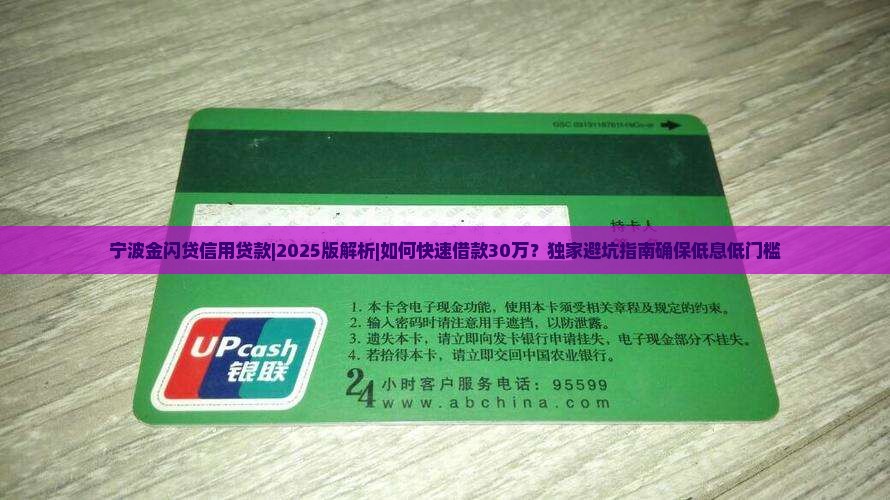 持卡人
宁波金闪贷信用贷款|2025版解析|如何快速借款30万？独家避坑指南确保低息低门槛
1. 本卡含电子现金功能，使用本卡须受相关章程及规定的约束。
2. 输入密码时请注意用手遮挡，以防泄露。
3. 遗失本卡，请立即向发卡银行申请挂失，电子现金部分不挂失。
4. 若拾得本卡，请立即交回中国农业银行。
UPcash
银联
24小时客户服务电话：95599
www.abchina.com